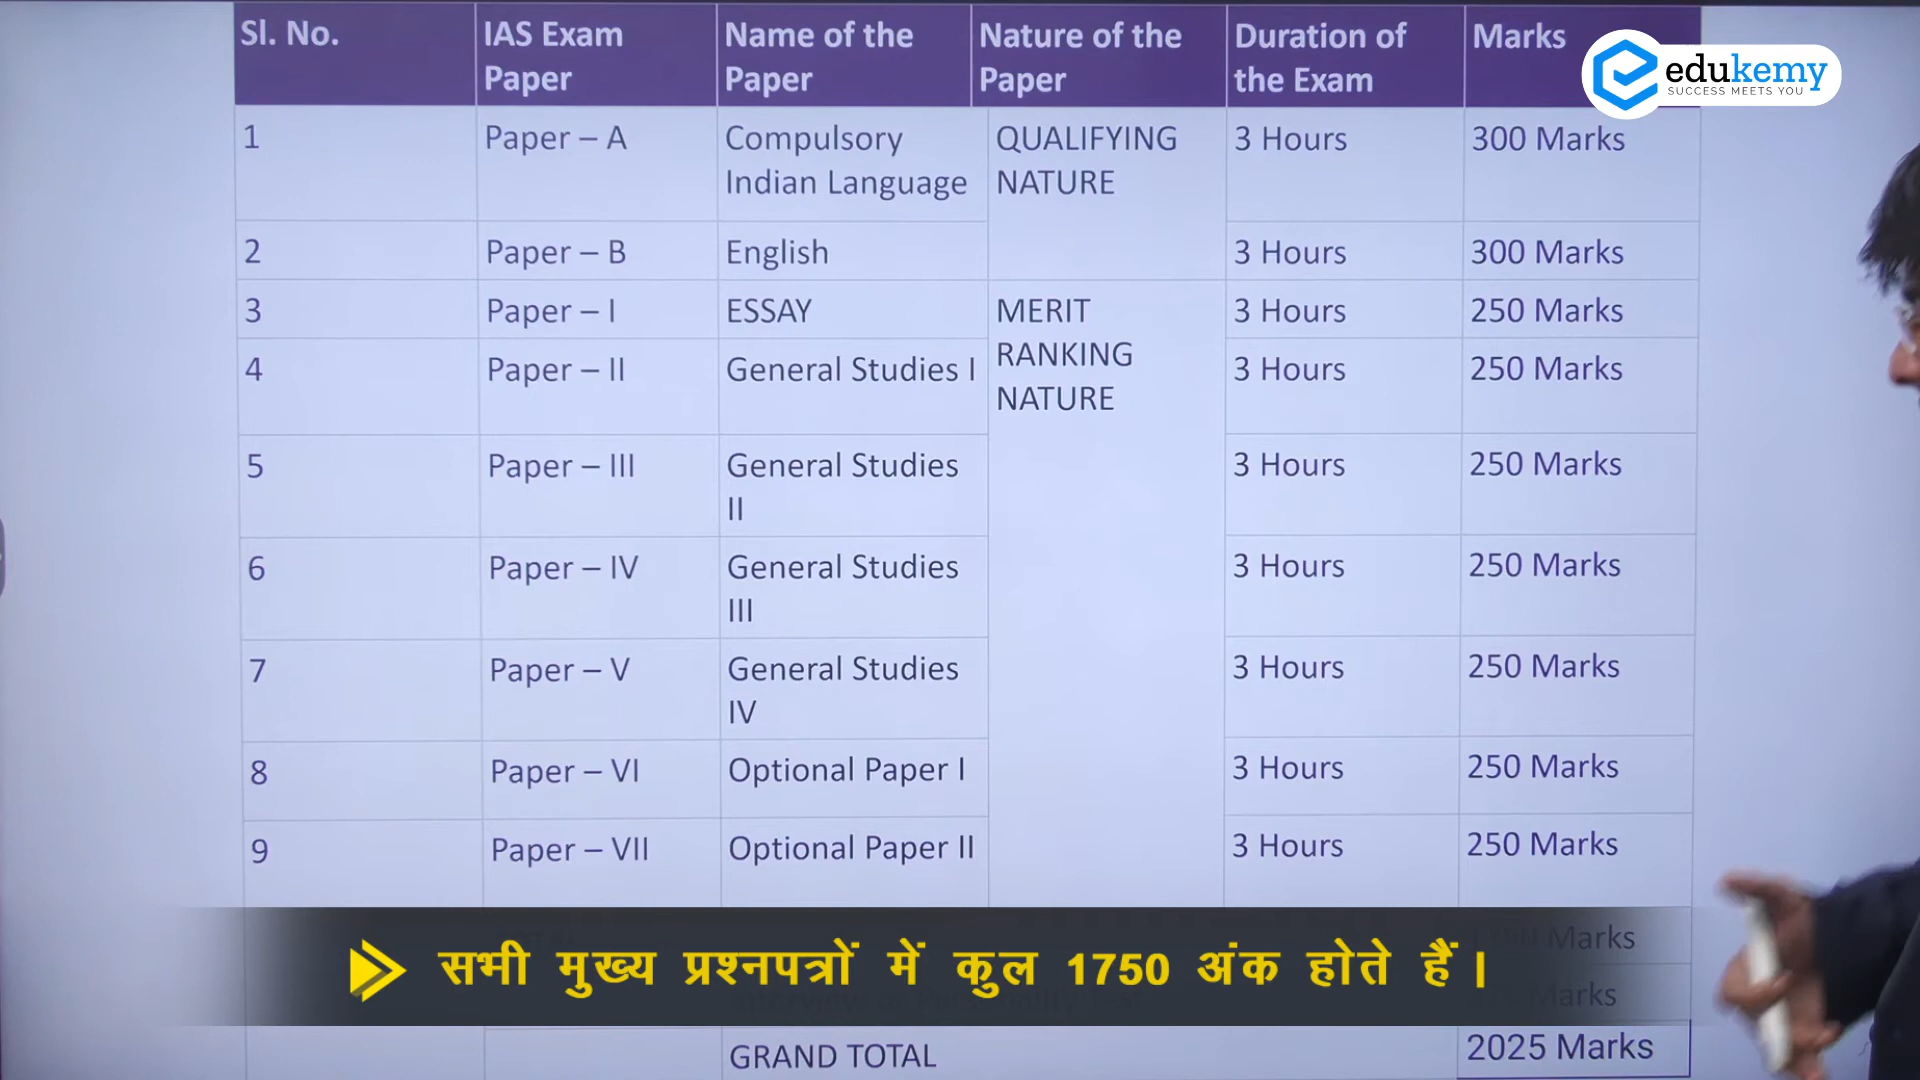 Sl. No.
IAS Exam
Paper
Name of the
Paper
Nature of the
Paper
Duration of
the Exam
Marks
edukemy
SUCCESS MEETS YOU
1
Paper – A
Compulsory
Indian Language
QUALIFYING
NATURE
3 Hours
300 Marks
2
Paper – B
English
3 Hours
300 Marks
3
Paper – I
ESSAY
MERIT
RANKING
NATURE
3 Hours
250 Marks
4
Paper – II
General Studies I
3 Hours
250 Marks
5
Paper – III
General Studies
II
3 Hours
250 Marks
6
Paper – IV
General Studies
III
3 Hours
250 Marks
7
Paper – V
General Studies
IV
3 Hours
250 Marks
8
Paper – VI
Optional Paper I
3 Hours
250 Marks
9
Paper – VII
Optional Paper II
3 Hours
250 Marks
Marks
सभी मुख्य प्रश्नपत्रों में कुल 1750 अंक होते हैं।
Marks
GRAND TOTAL
2025 Marks